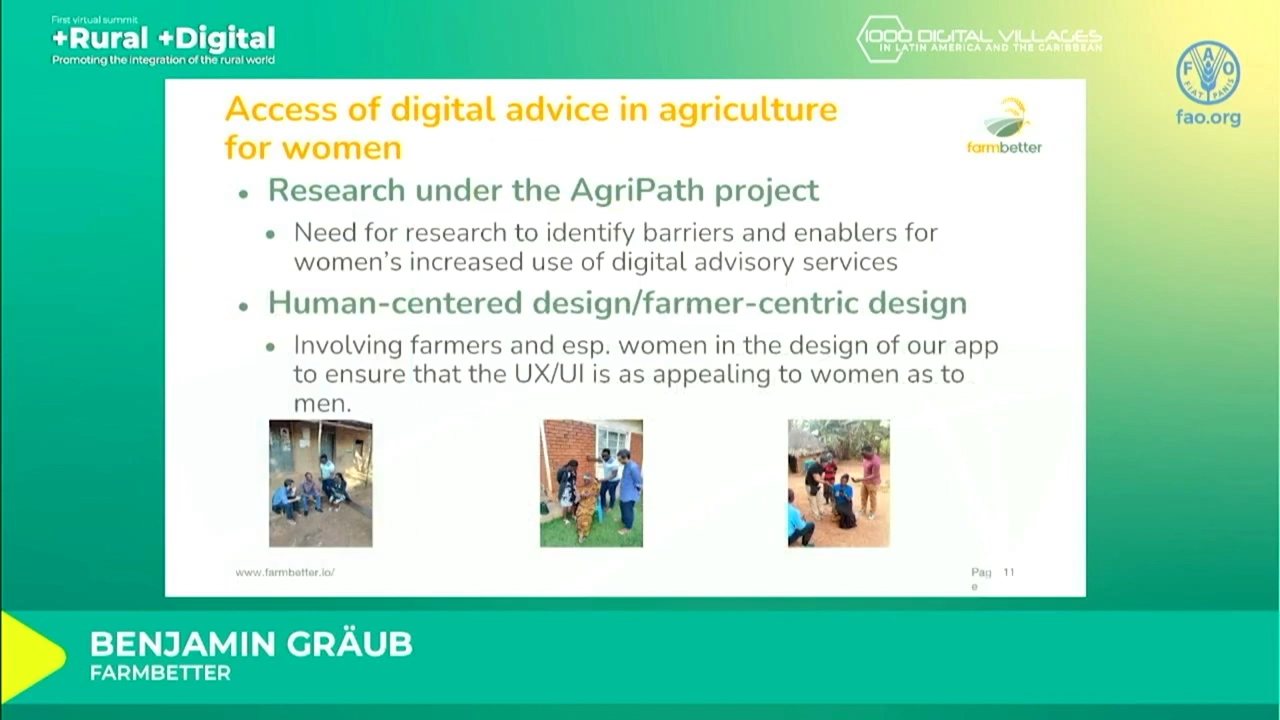 First virtual summit
+Rural +Digital
Promoting the integration of the rural world
1000 DIGITAL VILLAGES
IN LATIN AMERICA AND THE CARIBBEAN
F A O
FIAT PANIS
fao.org
Access of digital advice in agriculture
for women
farmbetter
• Research under the AgriPath project
• Need for research to identify barriers and enablers for
women's increased use of digital advisory services
• Human-centered design/farmer-centric design
• Involving farmers and esp. women in the design of our app
to ensure that the UX/UI is as appealing to women as to
men.
www.farmbetter.io/
Pag 11
e
BENJAMIN GRÄUB
FARMBETTER